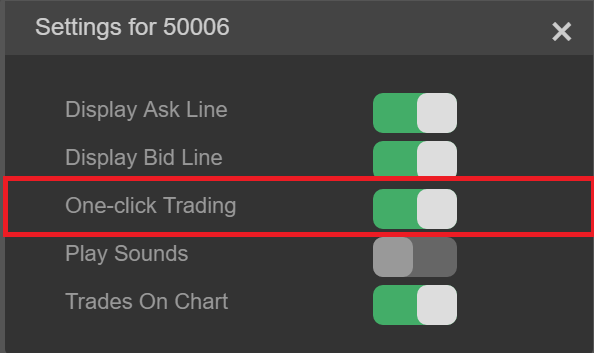 Settings for 50006
Display Ask Line
Display Bid Line
One-click Trading
Play Sounds
Trades On Chart